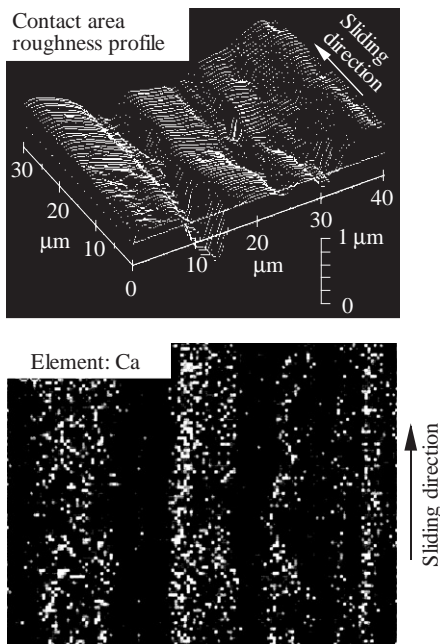 Contact area
roughness profile
Sliding
direction
30
20
μm
10
0
10
20
μm
30
40
1 μm
0
Element: Ca
Sliding direction